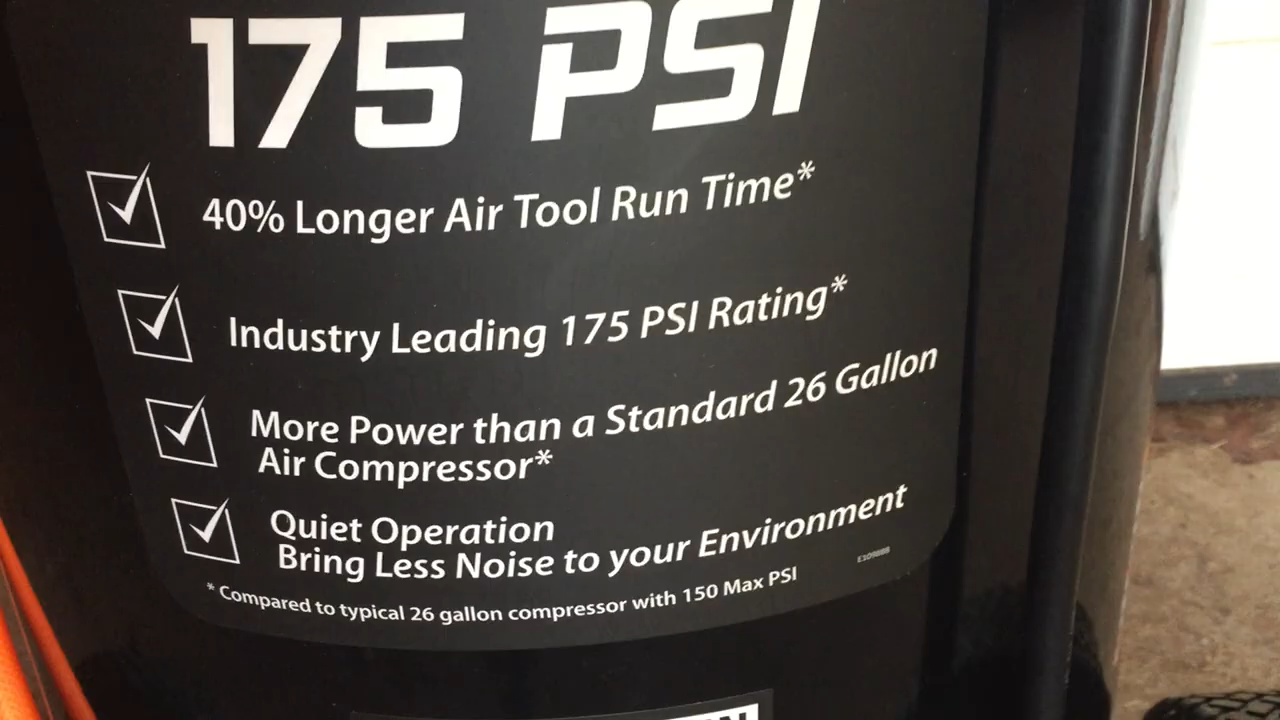 175 PSI
40% Longer Air Tool Run Time*
Industry Leading 175 PSI Rating*
More Power than a Standard 26 Gallon
Air Compressor*
Quiet Operation
Bring Less Noise to your Environment
* Compared to typical 26 gallon compressor with 150 Max PSI